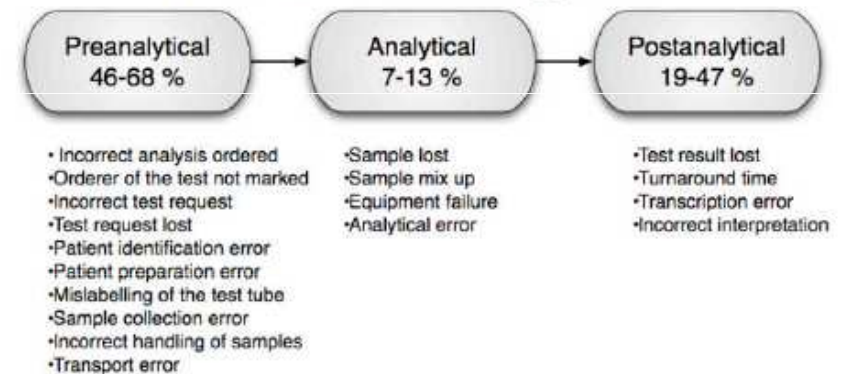 Preanalytical
46-68 %
Analytical
7-13 %
Postanalytical
19-47 %
• Incorrect analysis ordered
•Orderer of the test not marked
•Incorrect test request
•Test request lost
•Patient identification error
•Patient preparation error
•Mislabelling of the test tube
•Sample collection error
•Incorrect handling of samples
•Transport error
•Sample lost
•Sample mix up
•Equipment failure
•Analytical error
•Test result lost
•Turnaround time
•Transcription error
•Incorrect interpretation